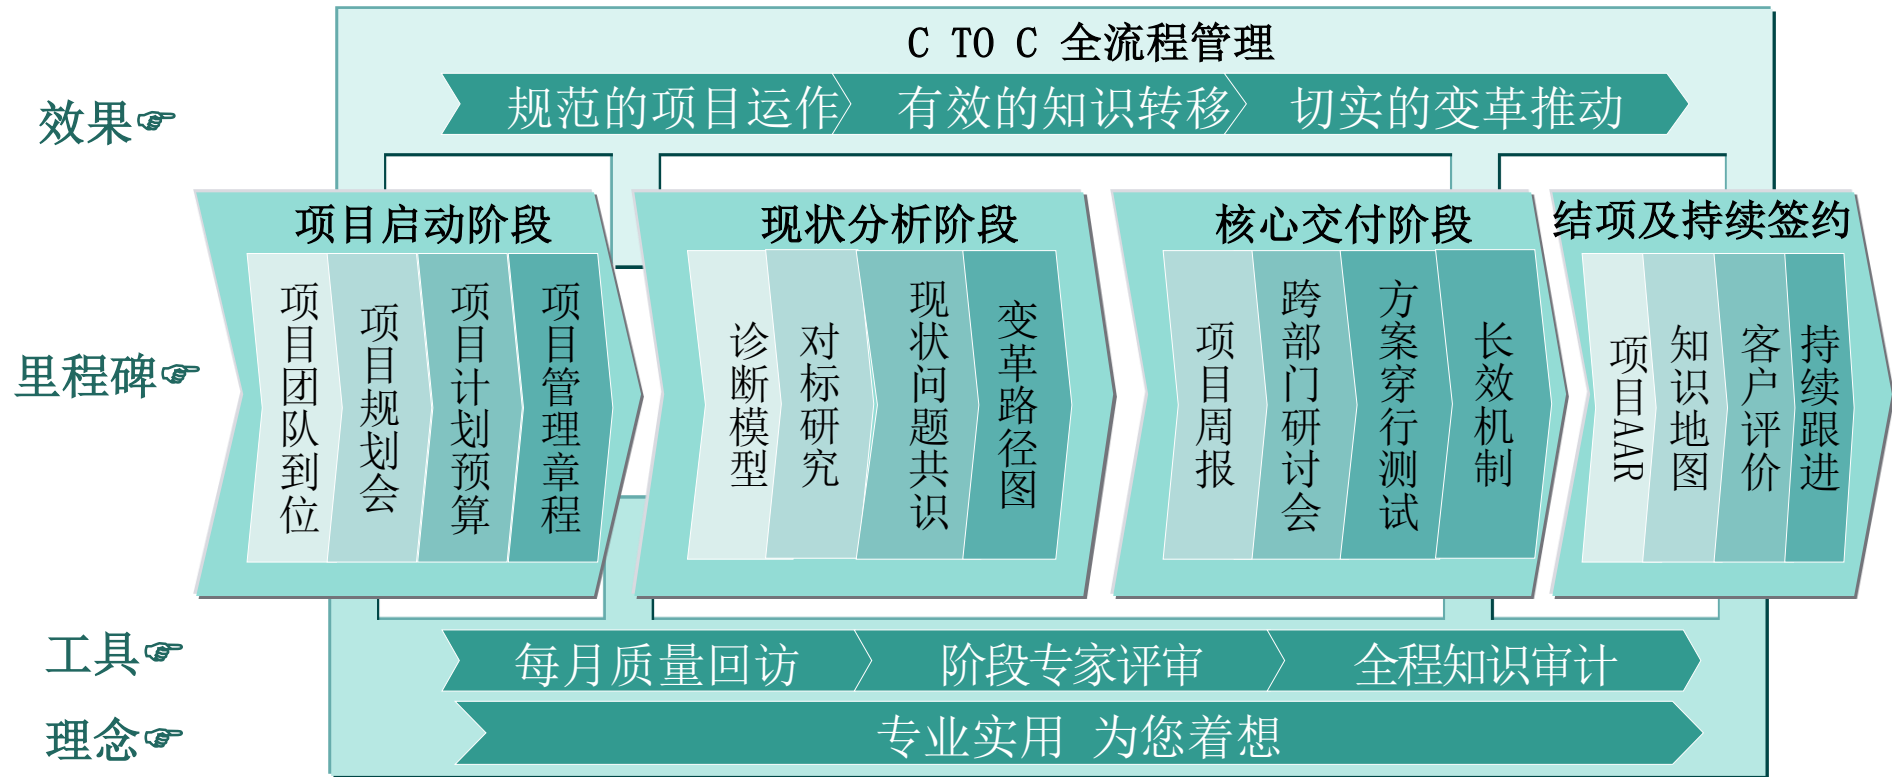 C TO C 全流程管理
效果☞
规范的项目运作
有效的知识转移
切实的变革推动
里程碑☞
项目启动阶段
项目团队到位
项目规划会
项目计划预算
项目管理章程
现状分析阶段
诊断模型
对标研究
现状问题共识
变革路径图
核心交付阶段
项目周报
跨部门研讨会
方案穿行测试
长效机制
结项及持续签约
项目AAR
知识地图
客户评价
持续跟进
工具☞
每月质量回访
阶段专家评审
全程知识审计
理念☞
专业实用 为您着想